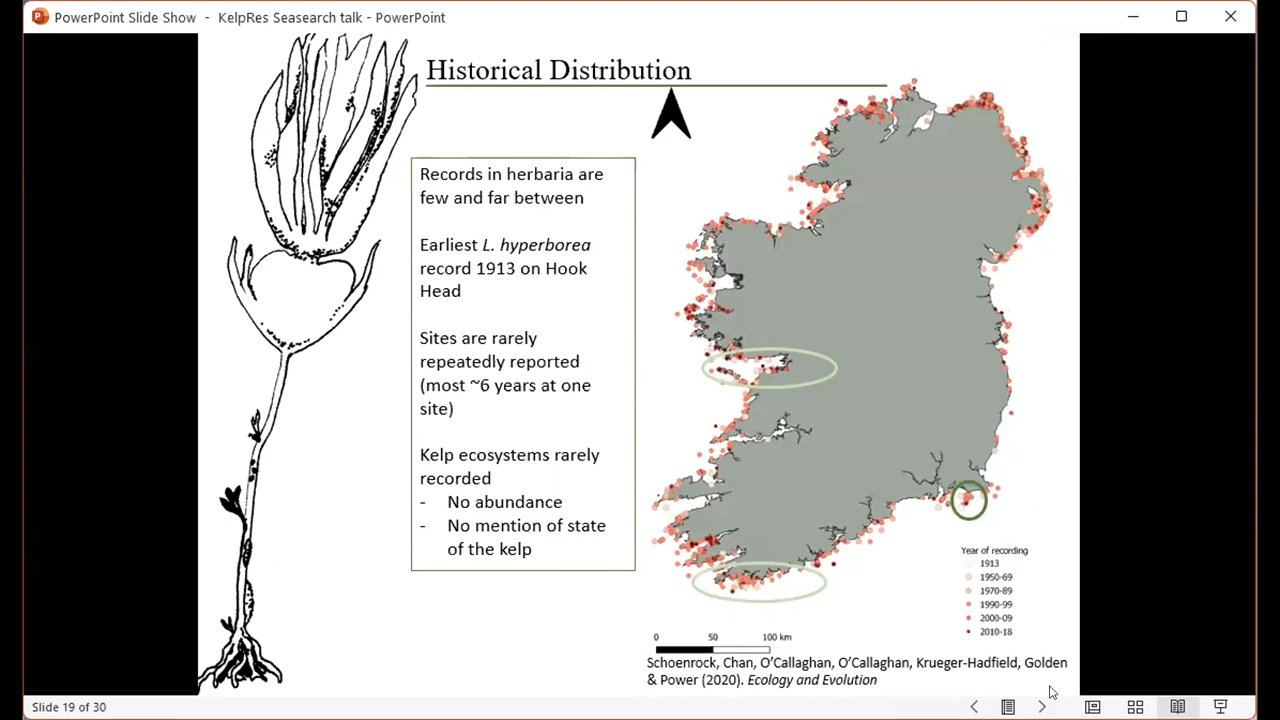 PowerPoint Slide Show - KelpRes Seasearch talk - PowerPoint
Historical Distribution
Records in herbaria are
few and far between
Earliest L. hyperborea
record 1913 on Hook
Head
Sites are rarely
repeatedly reported
(most ~6 years at one
site)
Kelp ecosystems rarely
recorded
- No abundance
- No mention of state
of the kelp
Year of recording
1913
1950-69
1970-89
1990-99
2000-09
2010-18
0 50 100 km
Schoenrock, Chan, O'Callaghan, O'Callaghan, Krueger-Hadfield, Golden
& Power (2020). Ecology and Evolution
Slide 19 of 30